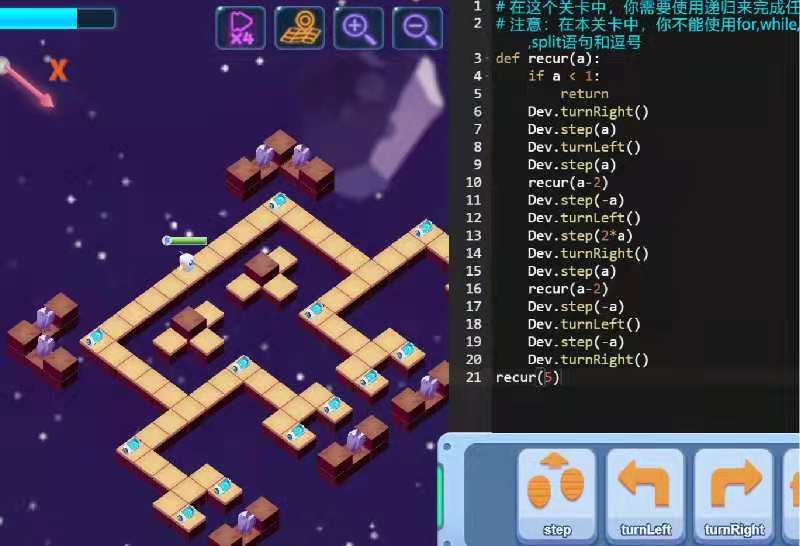 X4
X
1 # 在这个关卡中，你需要使用递归来完成任
2 # 注意：在本关卡中，你不能使用for,while,
,split语句和逗号
3 def recur(a):
4 if a < 1:
5 return
6 Dev.turnRight()
7 Dev.step(a)
8 Dev.turnLeft()
9 Dev.step(a)
10 recur(a-2)
11 Dev.step(-a)
12 Dev.turnLeft()
13 Dev.step(2*a)
14 Dev.turnRight()
15 Dev.step(a)
16 recur(a-2)
17 Dev.step(-a)
18 Dev.turnLeft()
19 Dev.step(-a)
20 Dev.turnRight()
21 recur(5)
step
turnLeft
turnRight